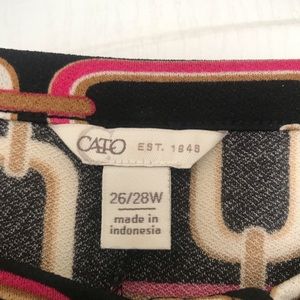 CATO EST. 1946
26/28W
made in
indonesia